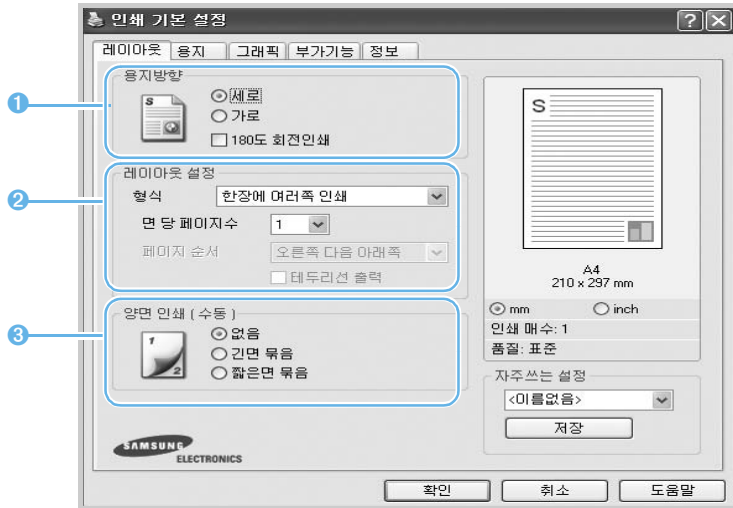 인쇄 기본 설정
레이아웃 용지 그래픽 부가기능 정보
1
용지방향
S
세로
가로
180도 회전인쇄
2
레이아웃 설정
형식 한장에 여러쪽 인쇄
면 당 페이지수 1
페이지 순서 오른쪽 다음 아래쪽
테두리선 출력
3
양면 인쇄 ( 수동 )
1
2
없음
긴면 묶음
짧은면 묶음
SAMSUNG
ELECTRONICS
S
A4
210 x 297 mm
mm inch
인쇄 매수: 1
품질: 표준
자주쓰는 설정
<이름없음>
저장
확인 취소 도움말